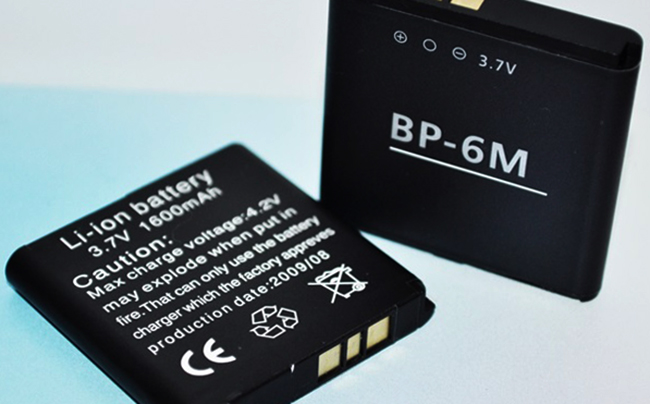 3.7V
BP-6M
Li-ion battery
3.7V 1600mAh
Caution:
Max charge voltage:4.2V
may explode when put in
fire.That can only use the
charger which the factory approves
production date:2009/08
CE